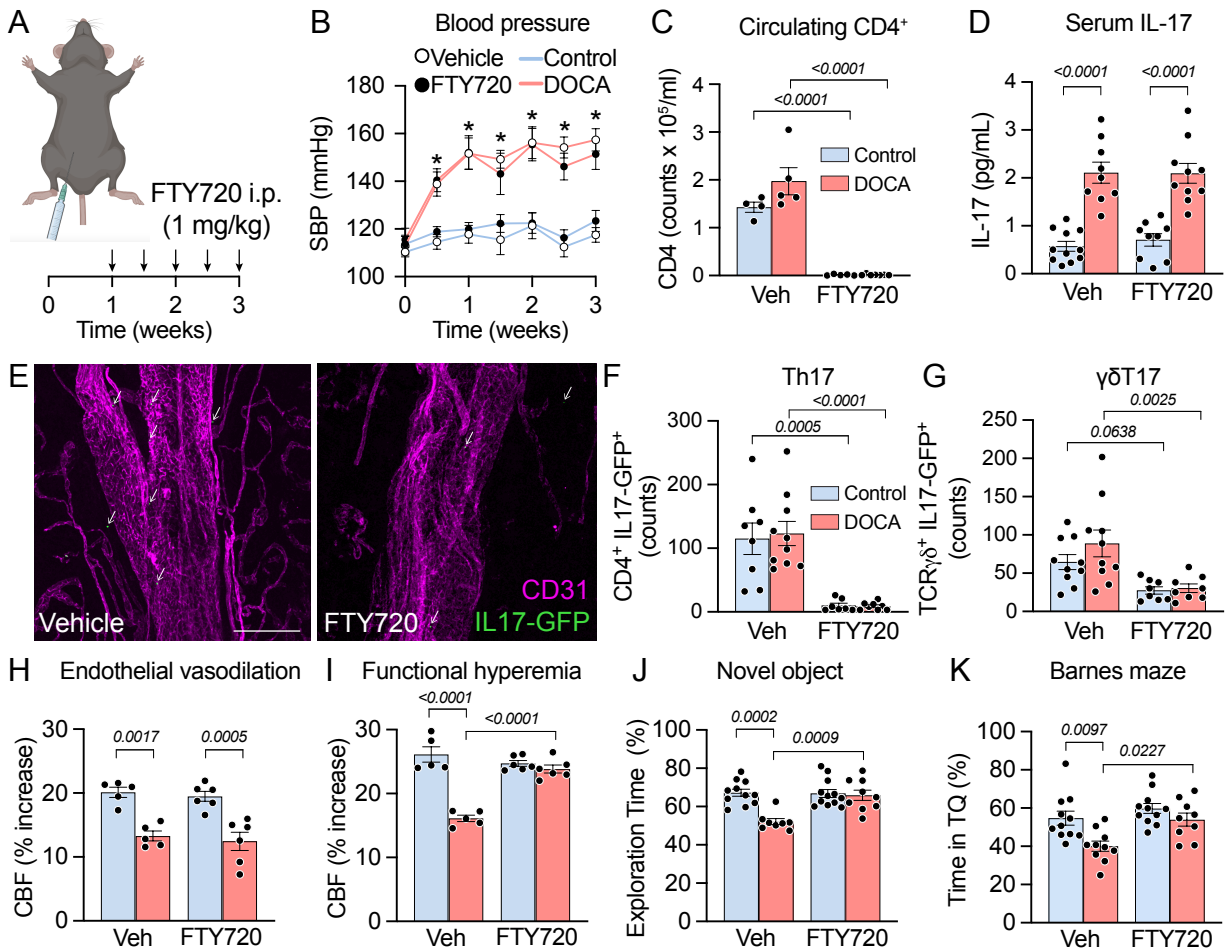 A
FTY720 i.p.
(1 mg/kg)
0 1 2 3
Time (weeks)
B
Blood pressure
Vehicle Control
FTY720 DOCA
SBP (mmHg)
180
160
140
120
100
* * * * * *
0 1 2 3
Time (weeks)
C
Circulating CD4+
CD4 (counts x 10⁵/ml)
4
3
2
1
0
<0.0001
<0.0001
Control
DOCA
Veh FTY720
D
Serum IL-17
IL-17 (pg/mL)
4
3
2
1
0
<0.0001 <0.0001
Veh FTY720
E
Vehicle
FTY720
CD31
IL17-GFP
F
Th17
CD4+ IL17-GFP+
(counts)
300
200
100
0
<0.0001
0.0005
Control
DOCA
Veh FTY720
G
γδT17
TCRγδ+ IL17-GFP+
(counts)
250
200
150
100
50
0
0.0025
0.0638
Veh FTY720
H
Endothelial vasodilation
CBF (% increase)
30
20
10
0
0.0017 0.0005
Veh FTY720
I
Functional hyperemia
CBF (% increase)
30
20
10
0
<0.0001
<0.0001
Veh FTY720
J
Novel object
Exploration Time (%)
100
80
60
40
20
0
0.0002
0.0009
Veh FTY720
K
Barnes maze
Time in TQ (%)
100
80
60
40
20
0
0.0097
0.0227
Veh FTY720